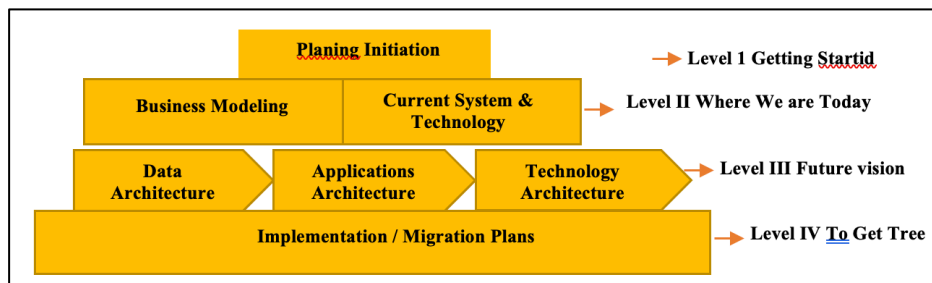 Planing Initiation
Level 1 Getting Startid
Business Modeling
Current System &
Technology
Level II Where We are Today
Data
Architecture
Applications
Architecture
Technology
Architecture
Level III Future vision
Implementation / Migration Plans
Level IV To Get Tree